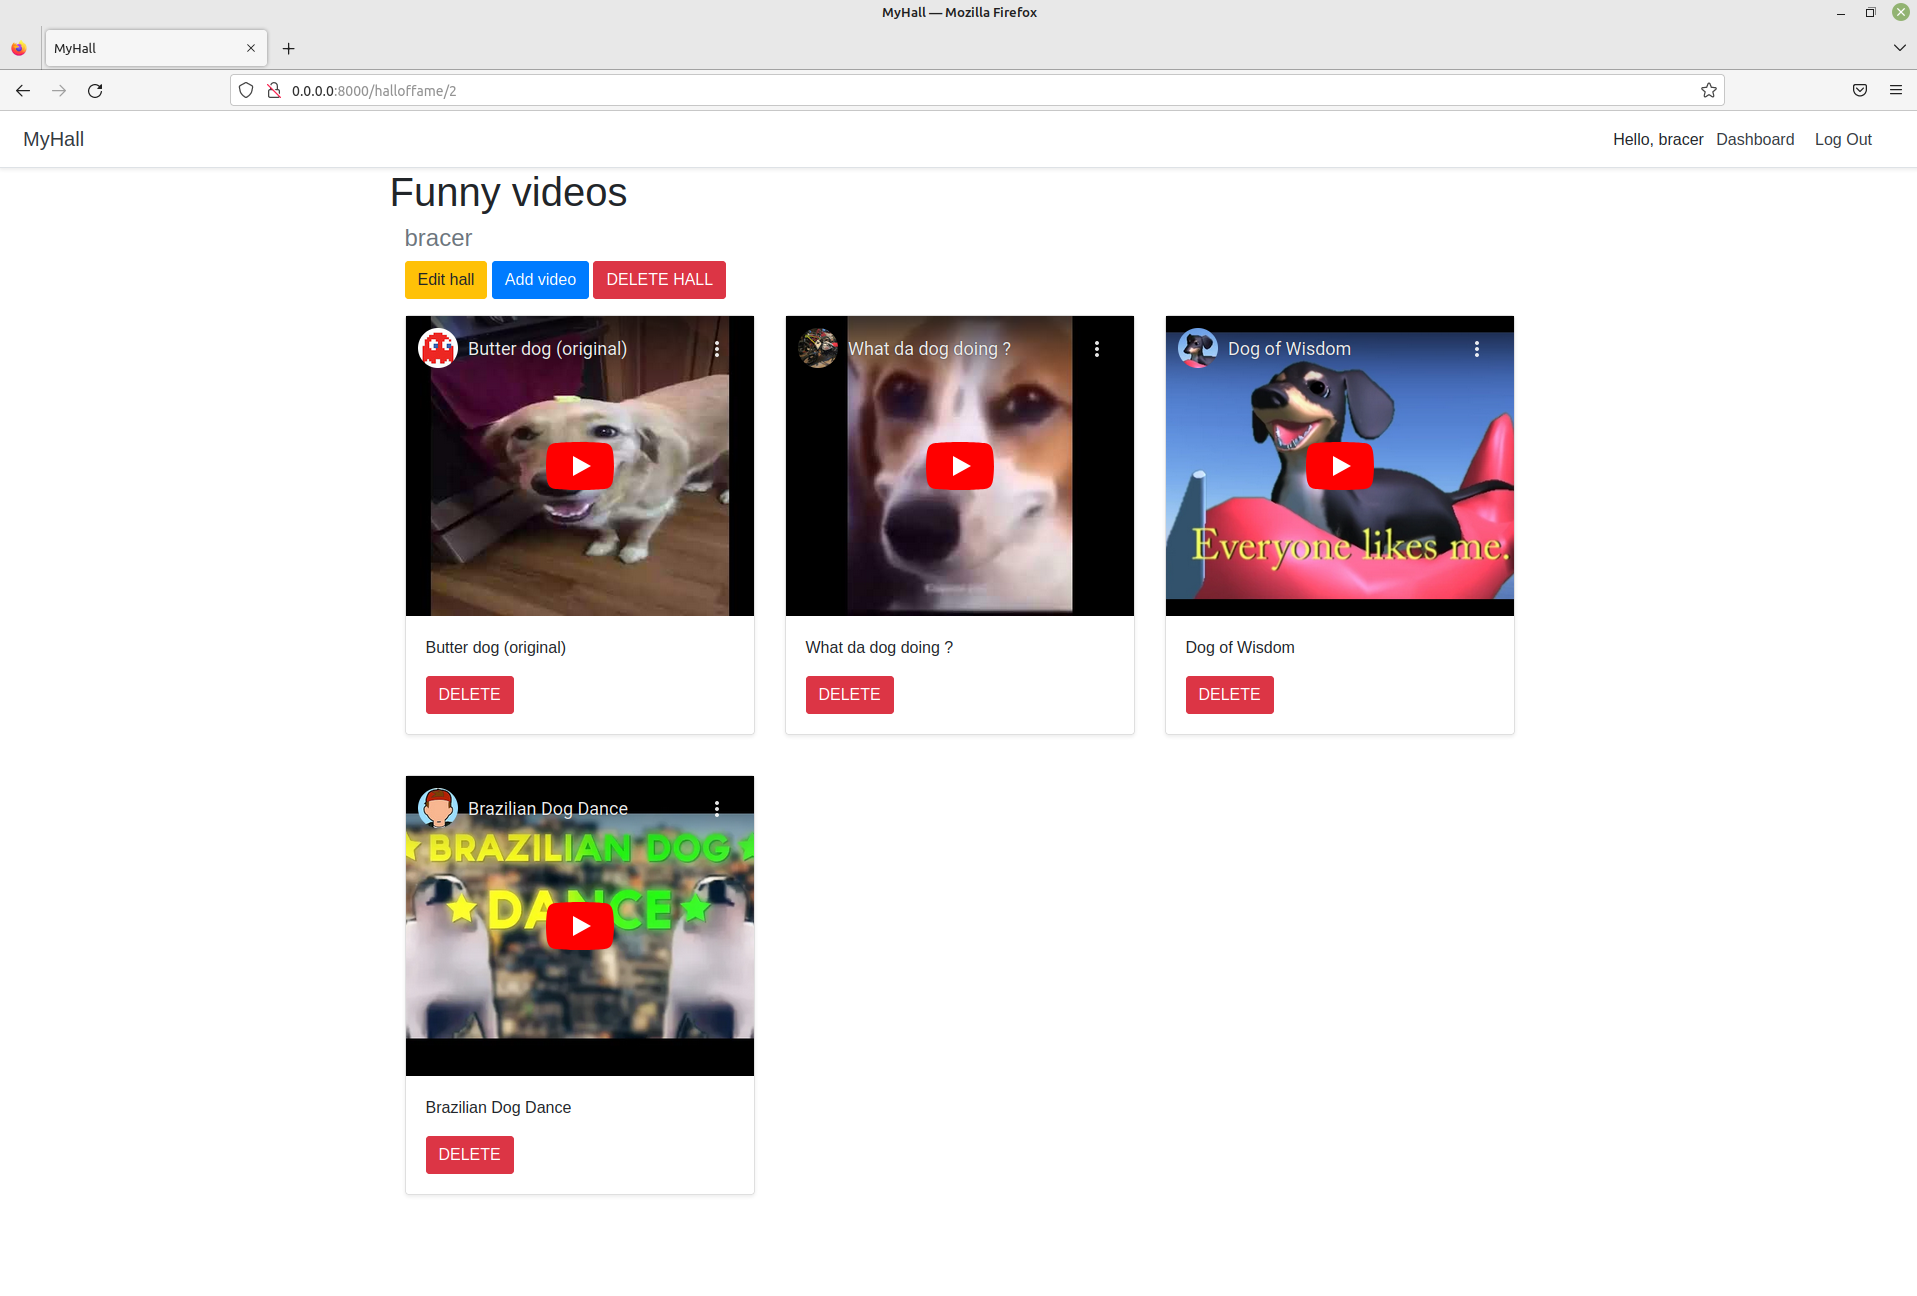 MyHall — Mozilla Firefox
MyHall
0.0.0.0:8000/halloffame/2
MyHall
Hello, bracer Dashboard Log Out
Funny videos
bracer
Edit hall Add video DELETE HALL
Butter dog (original)
What da dog doing ?
Dog of Wisdom
Everyone likes me.
Butter dog (original)
What da dog doing ?
Dog of Wisdom
DELETE
DELETE
DELETE
Brazilian Dog Dance
BRAZILIAN DOG
DANCE
Brazilian Dog Dance
DELETE